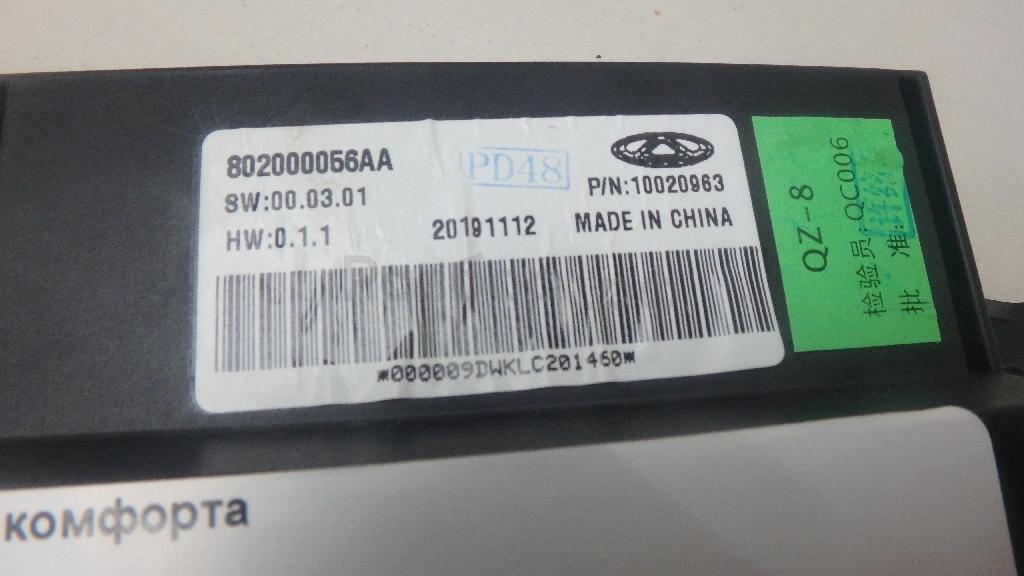 802000056AA
PD48
P/N:10020963
SW:00.03.01
20191112
MADE IN CHINA
HW:0.1.1
*000009DWKLC201460*
QZ-8
检验员:QC006
批 准:
комфорта